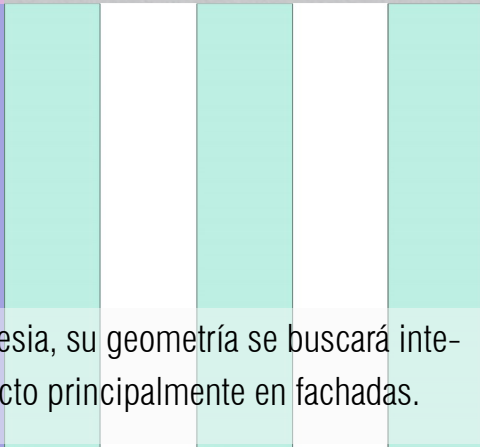 esia, su geometría se buscará inte-
cto principalmente en fachadas.